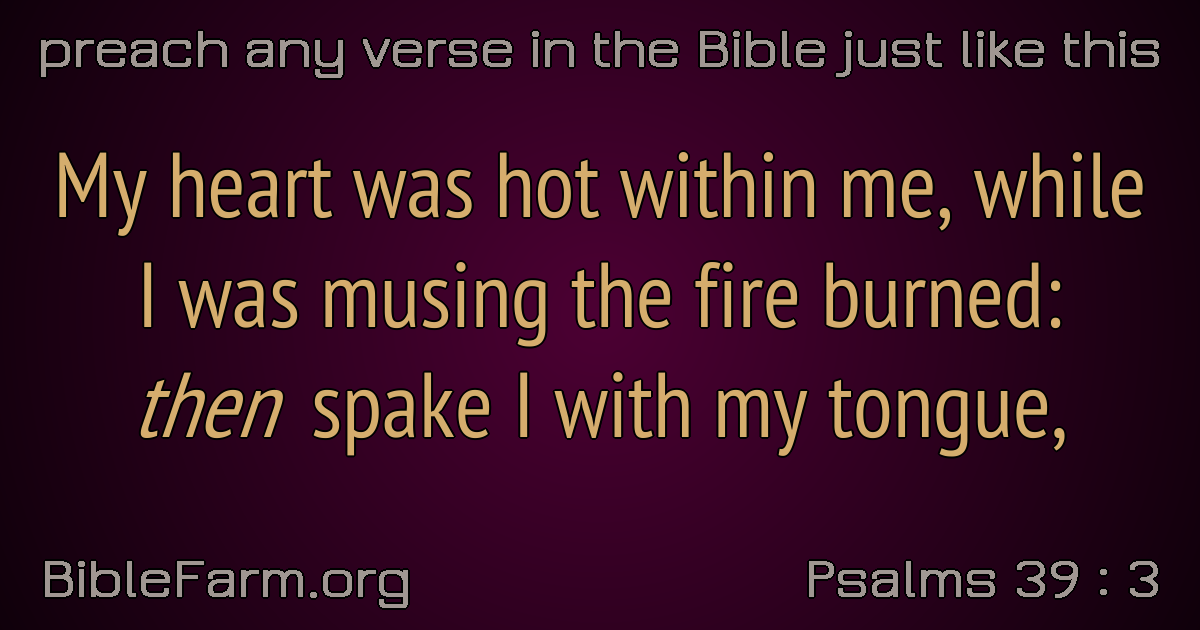 preach any verse in the Bible just like this
My heart was hot within me, while
I was musing the fire burned:
then spake I with my tongue,
BibleFarm.org
Psalms 39 : 3